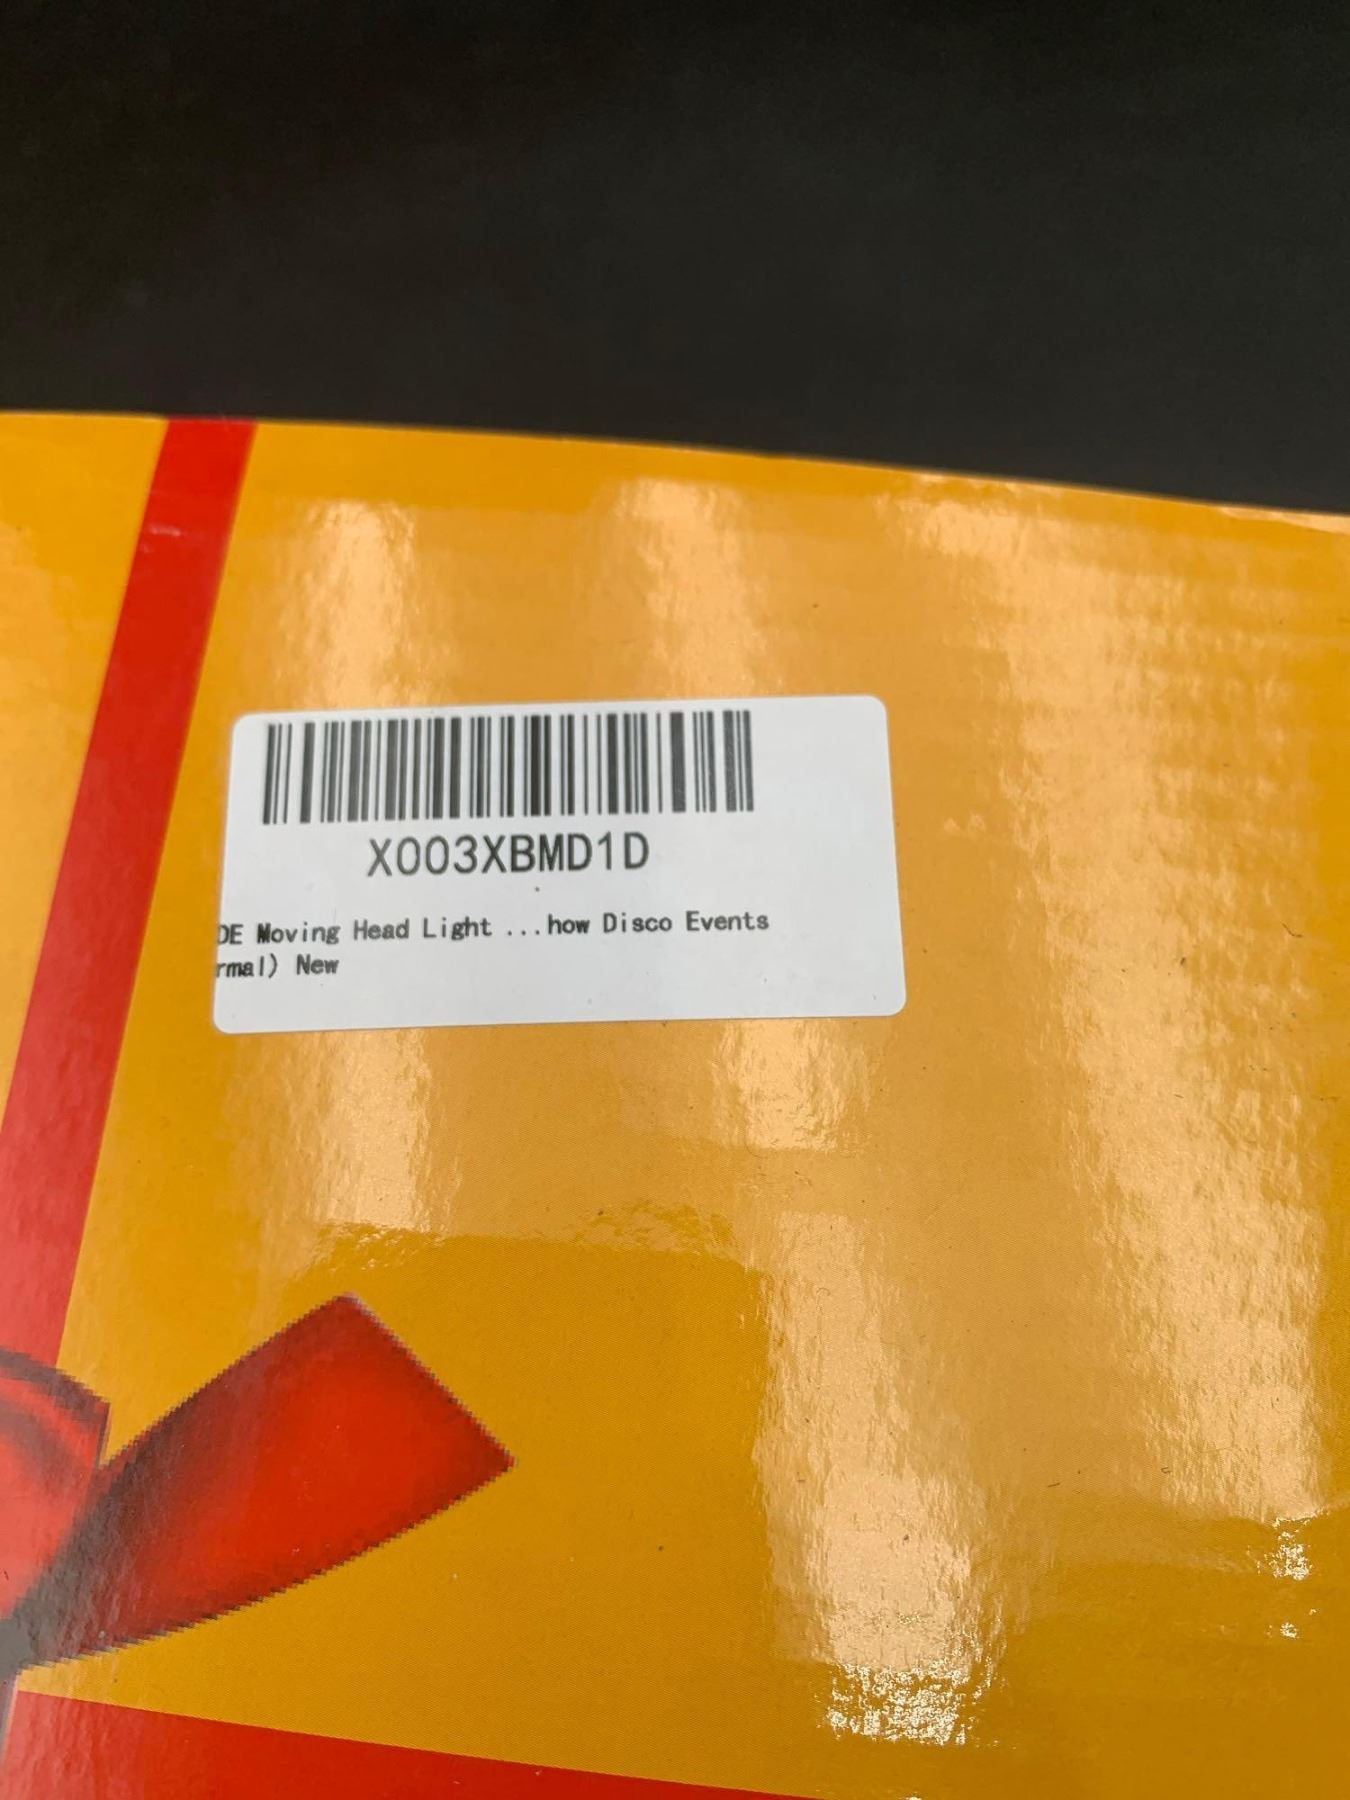 X003XBMD1D
DE Moving Head Light ...how Disco Events
rmal) New